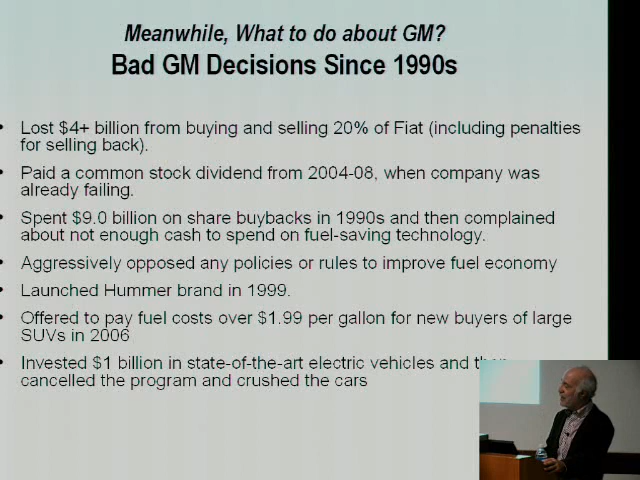 Meanwhile, What to do about GM?
Bad GM Decisions Since 1990s
• Lost $4+ billion from buying and selling 20% of Fiat (including penalties
for selling back).
• Paid a common stock dividend from 2004-08, when company was
already failing.
• Spent $9.0 billion on share buybacks in 1990s and then complained
about not enough cash to spend on fuel-saving technology.
• Aggressively opposed any policies or rules to improve fuel economy
• Launched Hummer brand in 1999.
• Offered to pay fuel costs over $1.99 per gallon for new buyers of large
SUVs in 2006
• Invested $1 billion in state-of-the-art electric vehicles and
cancelled the program and crushed the cars